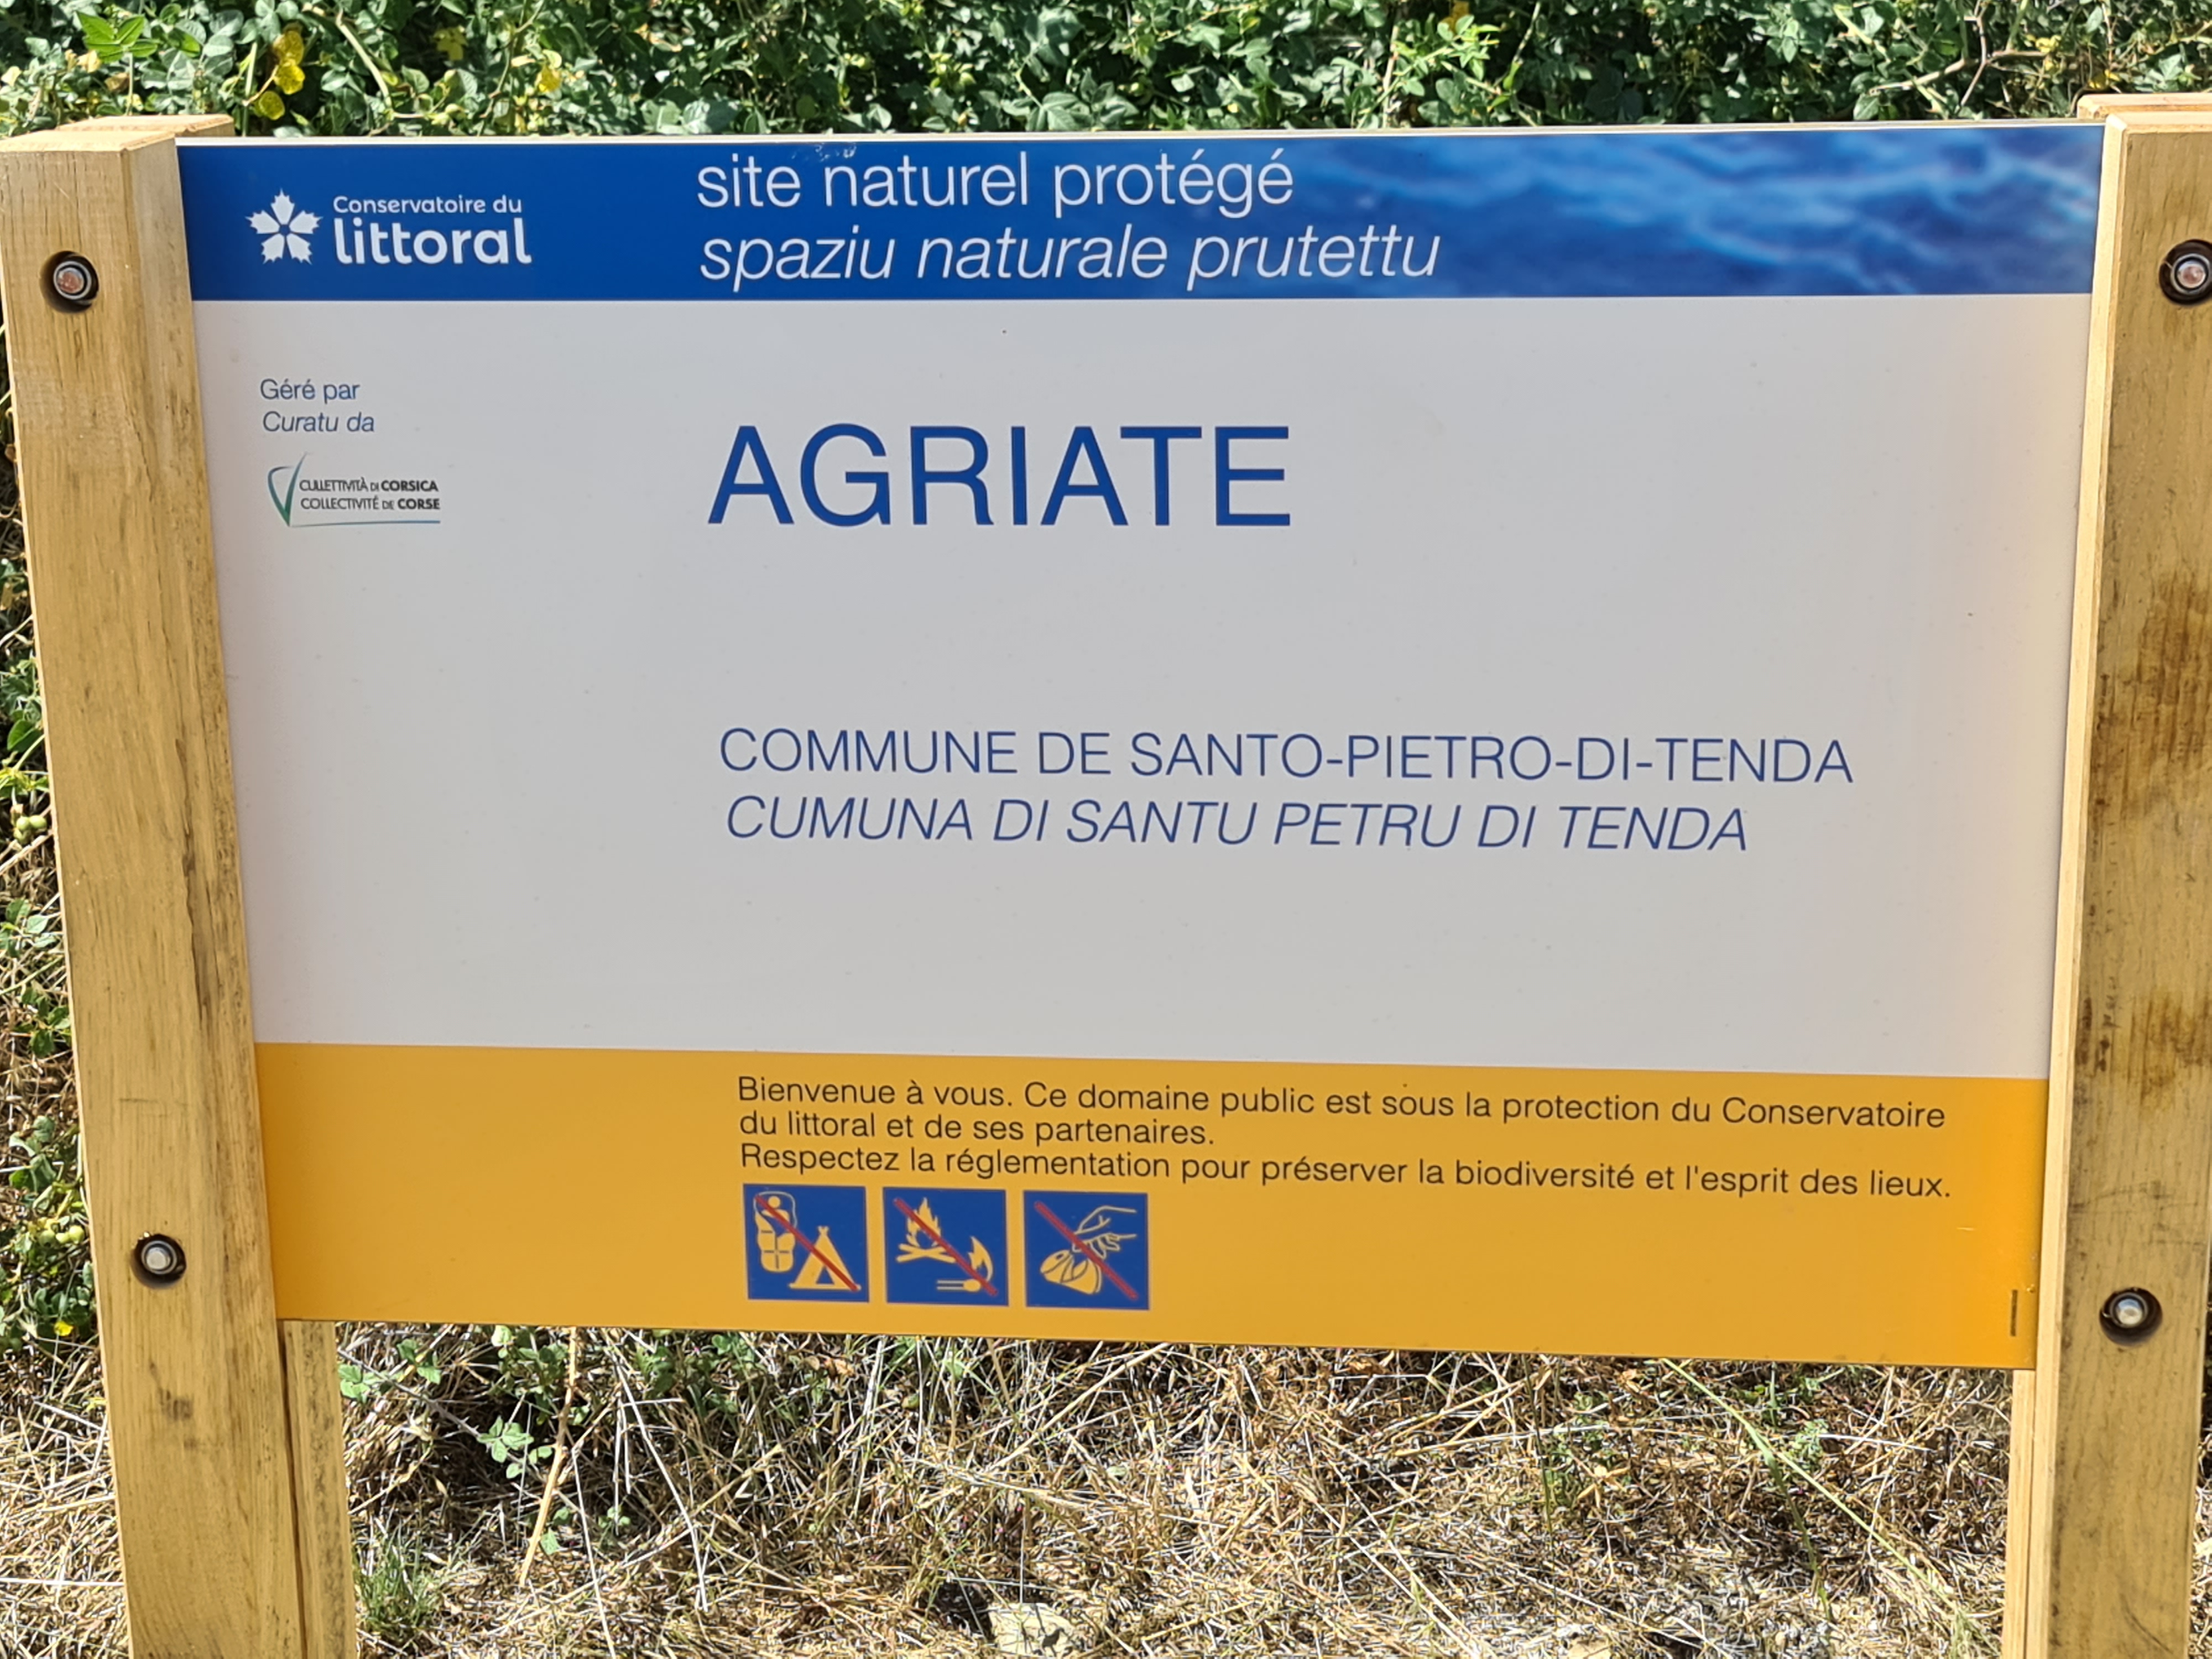 Conservatoire du
littoral
site naturel protégé
spaziu naturale prutettu
Géré par
Curatu da
CULLETTIVITÀ DI CORSICA
COLLECTIVITÉ DE CORSE
AGRIATE
COMMUNE DE SANTO-PIETRO-DI-TENDA
CUMUNA DI SANTU PETRU DI TENDA
Bienvenue à vous. Ce domaine public est sous la protection du Conservatoire
du littoral et de ses partenaires.
Respectez la réglementation pour préserver la biodiversité et l'esprit des lieux.